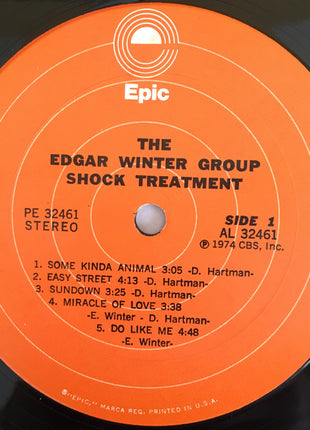 Epic
THE
EDGAR WINTER GROUP
SHOCK TREATMENT
PE 32461
STEREO
SIDE 1
AL 32461
Ⓟ 1974 CBS, Inc.
1. SOME KINDA ANIMAL 3:05 -D. Hartman-
2. EASY STREET 4:13 -D. Hartman-
3. SUNDOWN 3:25 -D. Hartman-
4. MIRACLE OF LOVE 3:38
-E. Winter - D. Hartman-
5. DO LIKE ME 4:48
-E. Winter-
®/"EPIC," MARCA REG. PRINTED IN U.S.A.